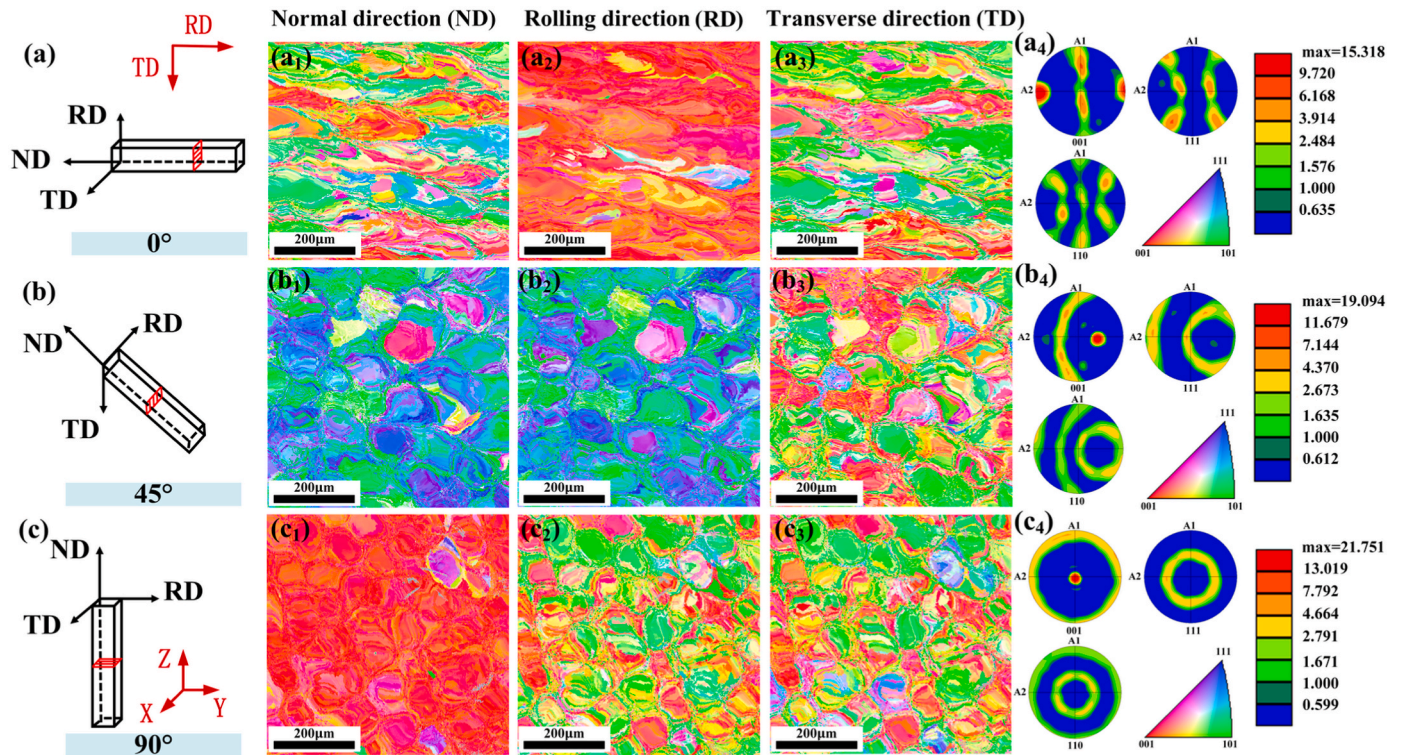 Normal direction (ND) Rolling direction (RD) Transverse direction (TD)
(a)
RD
TD
RD
ND
TD
0°
(a1)
200μm
(a2)
200μm
(a3)
200μm
(a4)
A1
A2
001
A1
A2
111
A1
A2
110
111
001
101
max=15.318
9.720
6.168
3.914
2.484
1.576
1.000
0.635
(b)
ND
RD
TD
45°
(b1)
200μm
(b2)
200μm
(b3)
200μm
(b4)
A1
A2
001
A1
A2
111
A1
A2
110
111
001
101
max=19.094
11.679
7.144
4.370
2.673
1.635
1.000
0.612
(c)
ND
RD
TD
Z
X
Y
90°
(c1)
200μm
(c2)
200μm
(c3)
200μm
(c4)
A1
A2
001
A1
A2
111
A1
A2
110
111
001
101
max=21.751
13.019
7.792
4.664
2.791
1.671
1.000
0.599